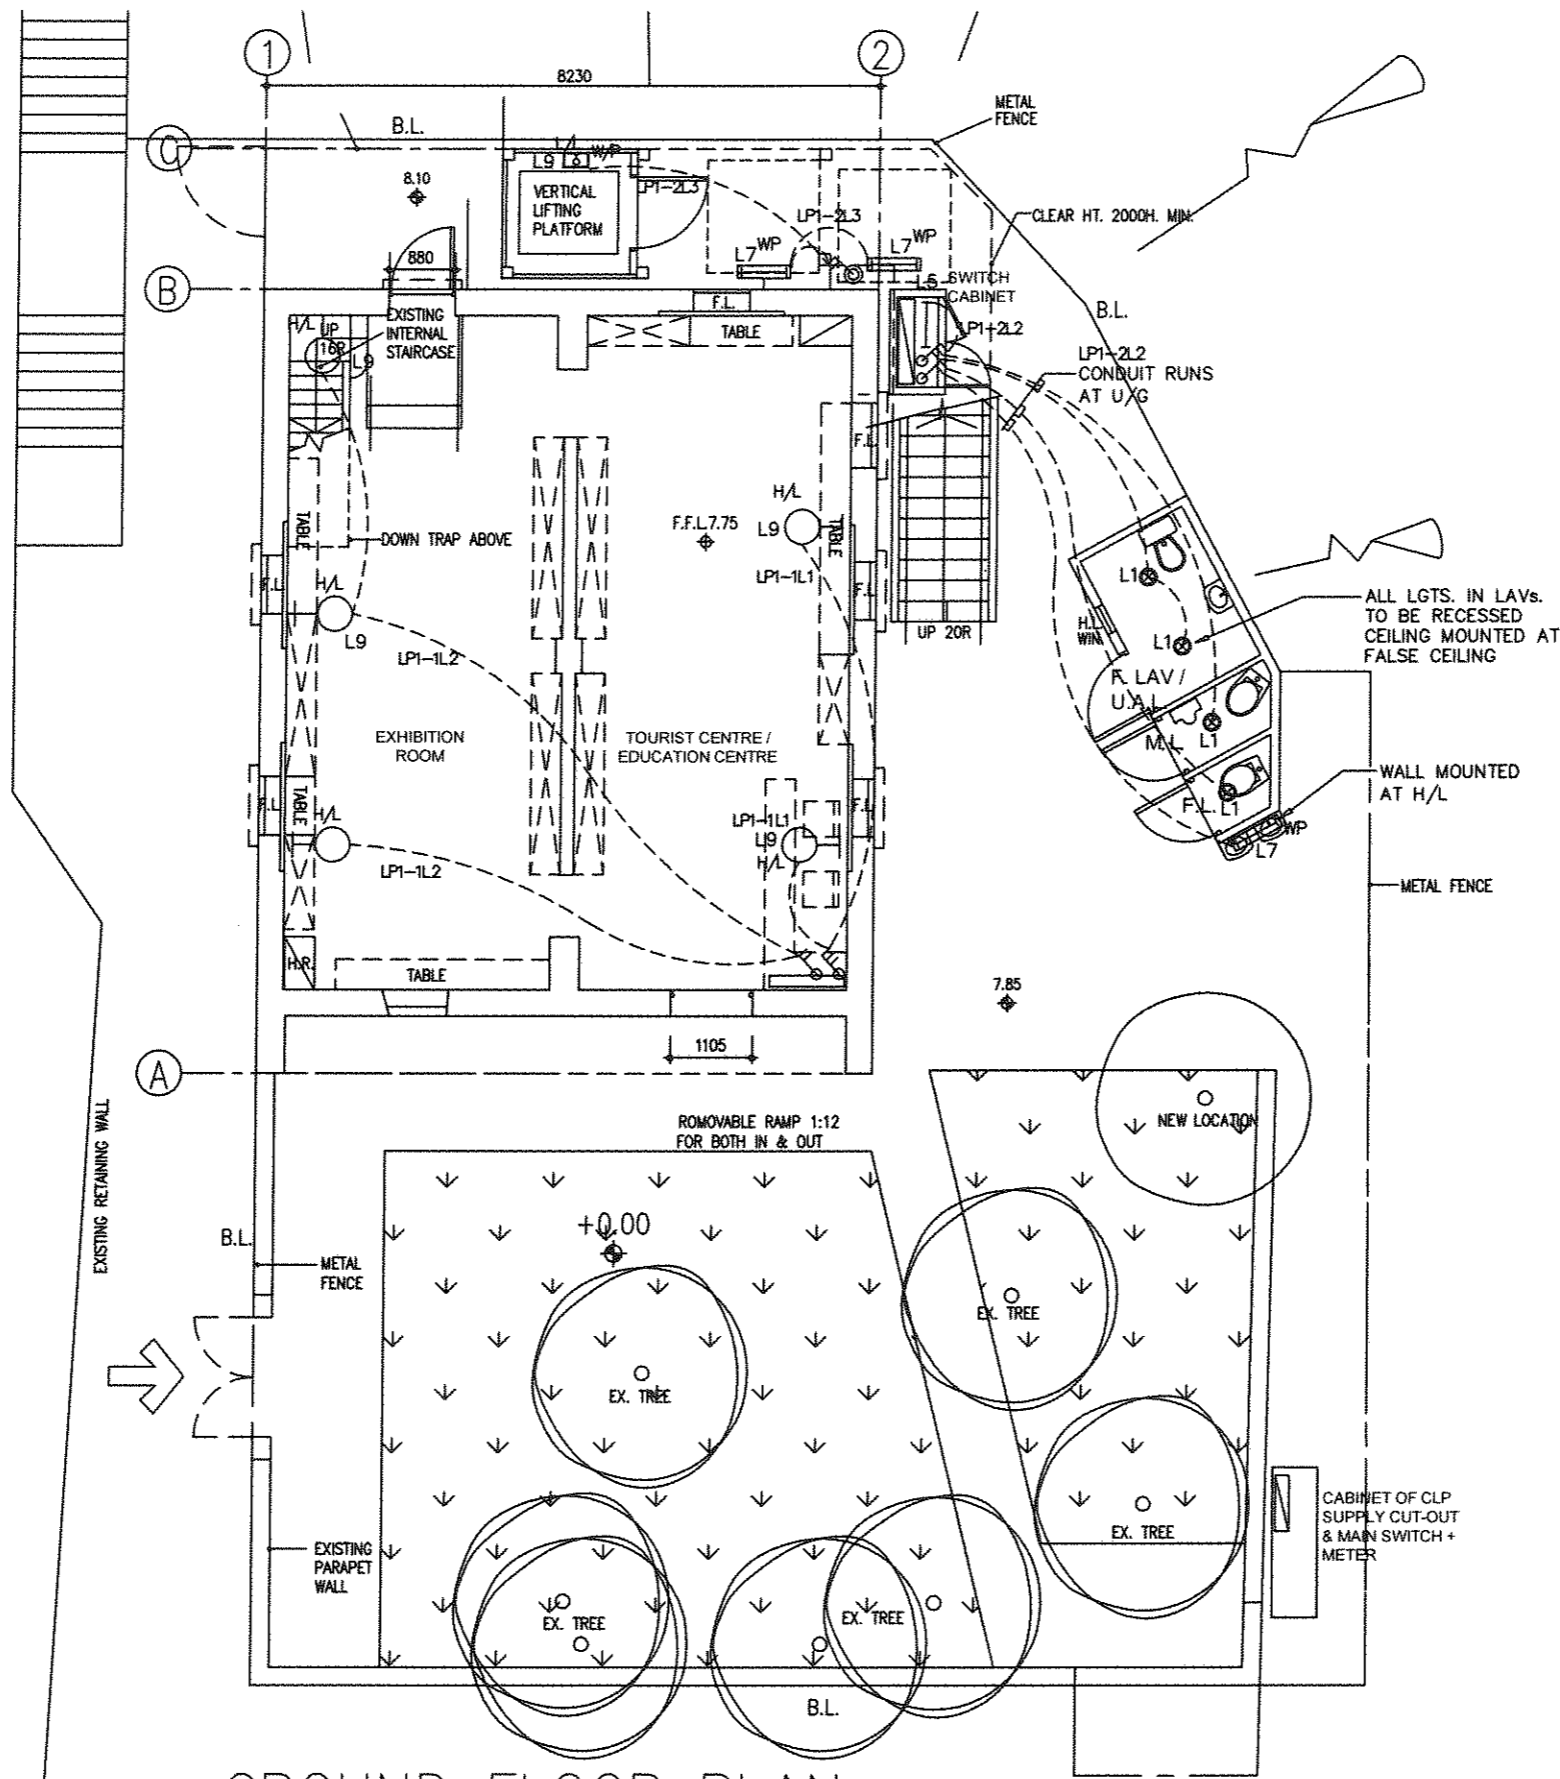 1
2
8230
METAL
FENCE
B.L.
C
L9
W/P
8.10
VERTICAL
LIFTING
PLATFORM
LP1-2L3
LP1-2L3
CLEAR HT. 2000H. MIN.
880
L7 WP
L7 WP
B
L5
SWITCH
CABINET
B.L.
F.L.
TABLE
H/L
UP
16R
L9
EXISTING
INTERNAL
STAIRCASE
LP1-2L2
LP1-2L2
CONDUIT RUNS
AT U/G
F.L
H/L
L9
TABLE
TABLE
DOWN TRAP ABOVE
F.F.L.7.75
LP1-1L1
F.L
H/L
L9
F.L
L1
ALL LGTS. IN LAVs.
TO BE RECESSED
CEILING MOUNTED AT
FALSE CEILING
H.L
WIN.
L1
UP 20R
LP1-1L2
F. LAV /
U.A.L.
EXHIBITION
ROOM
TOURIST CENTRE /
EDUCATION CENTRE
M.L.
L1
WALL MOUNTED
AT H/L
F.L
TABLE
H/L
LP1-1L1
L9
H/L
F.L
F.L.
L1
WP
L7
LP1-1L2
METAL FENCE
H.R.
TABLE
7.85
1105
A
EXISTING RETAINING WALL
ROMOVABLE RAMP 1:12
FOR BOTH IN & OUT
NEW LOCATION
+0.00
B.L.
METAL
FENCE
EX. TREE
EX. TREE
EX. TREE
CABINET OF CLP
SUPPLY CUT-OUT
& MAIN SWITCH +
METER
EXISTING
PARAPET
WALL
EX. TREE
EX. TREE
B.L.
GROUND FLOOR PLAN